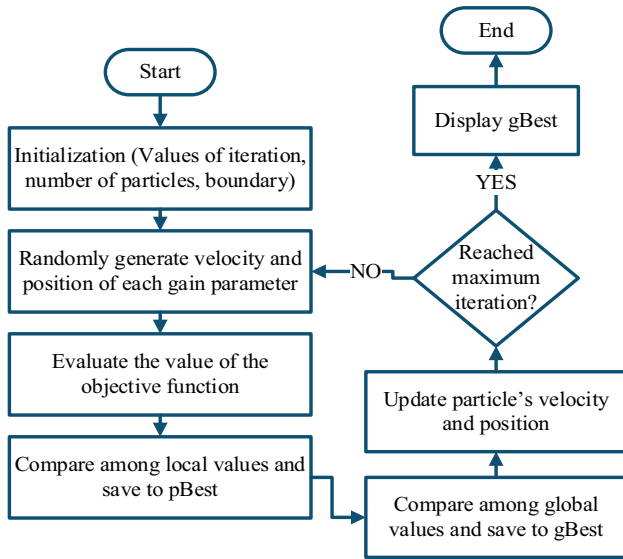 Start
Initialization (Values of iteration,
number of particles, boundary)
Randomly generate velocity and
position of each gain parameter
Evaluate the value of the
objective function
Compare among local values and
save to pBest
Compare among global
values and save to gBest
Update particle’s velocity
and position
Reached
maximum
iteration?
NO
YES
Display gBest
End